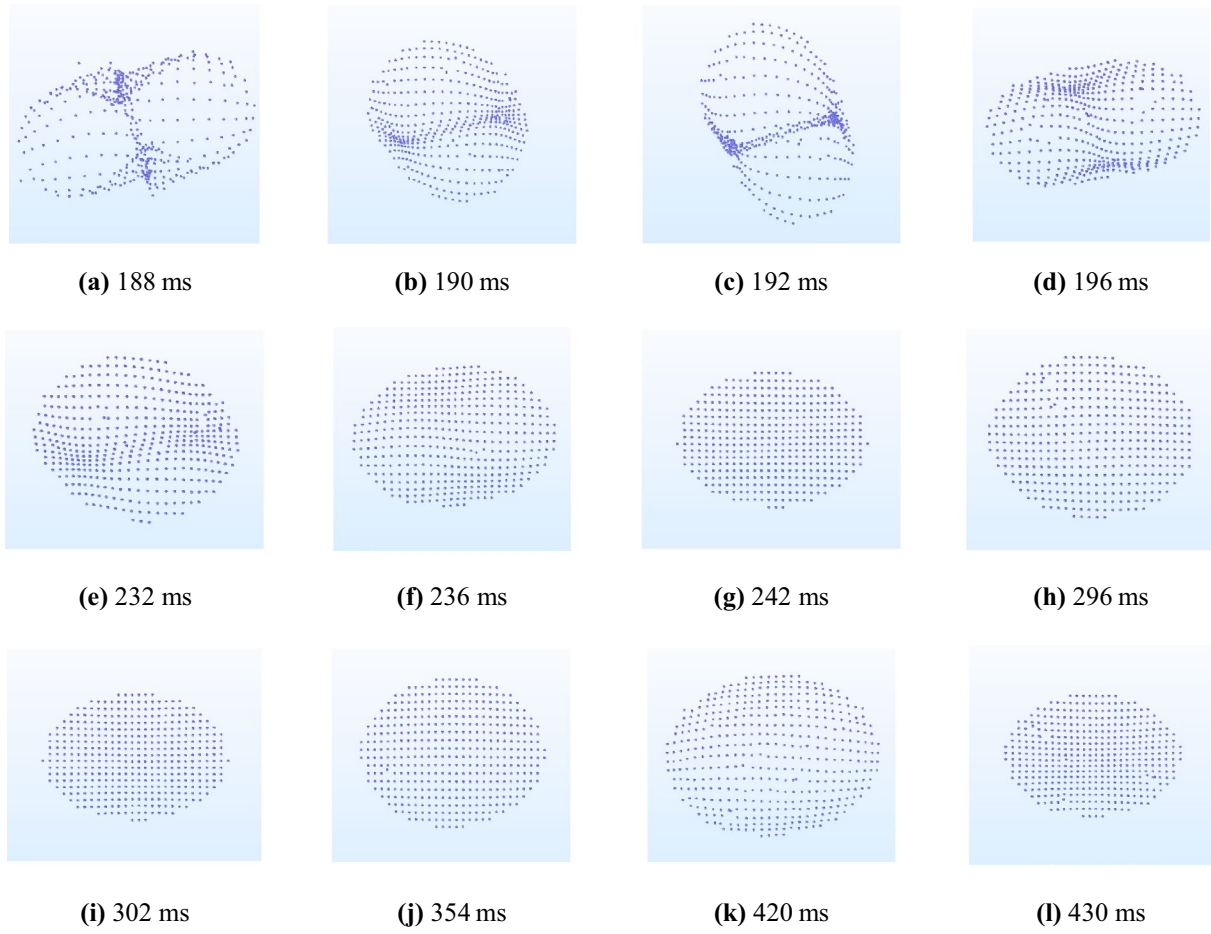 (a) 188 ms
(b) 190 ms
(c) 192 ms
(d) 196 ms
(e) 232 ms
(f) 236 ms
(g) 242 ms
(h) 296 ms
(i) 302 ms
(j) 354 ms
(k) 420 ms
(l) 430 ms